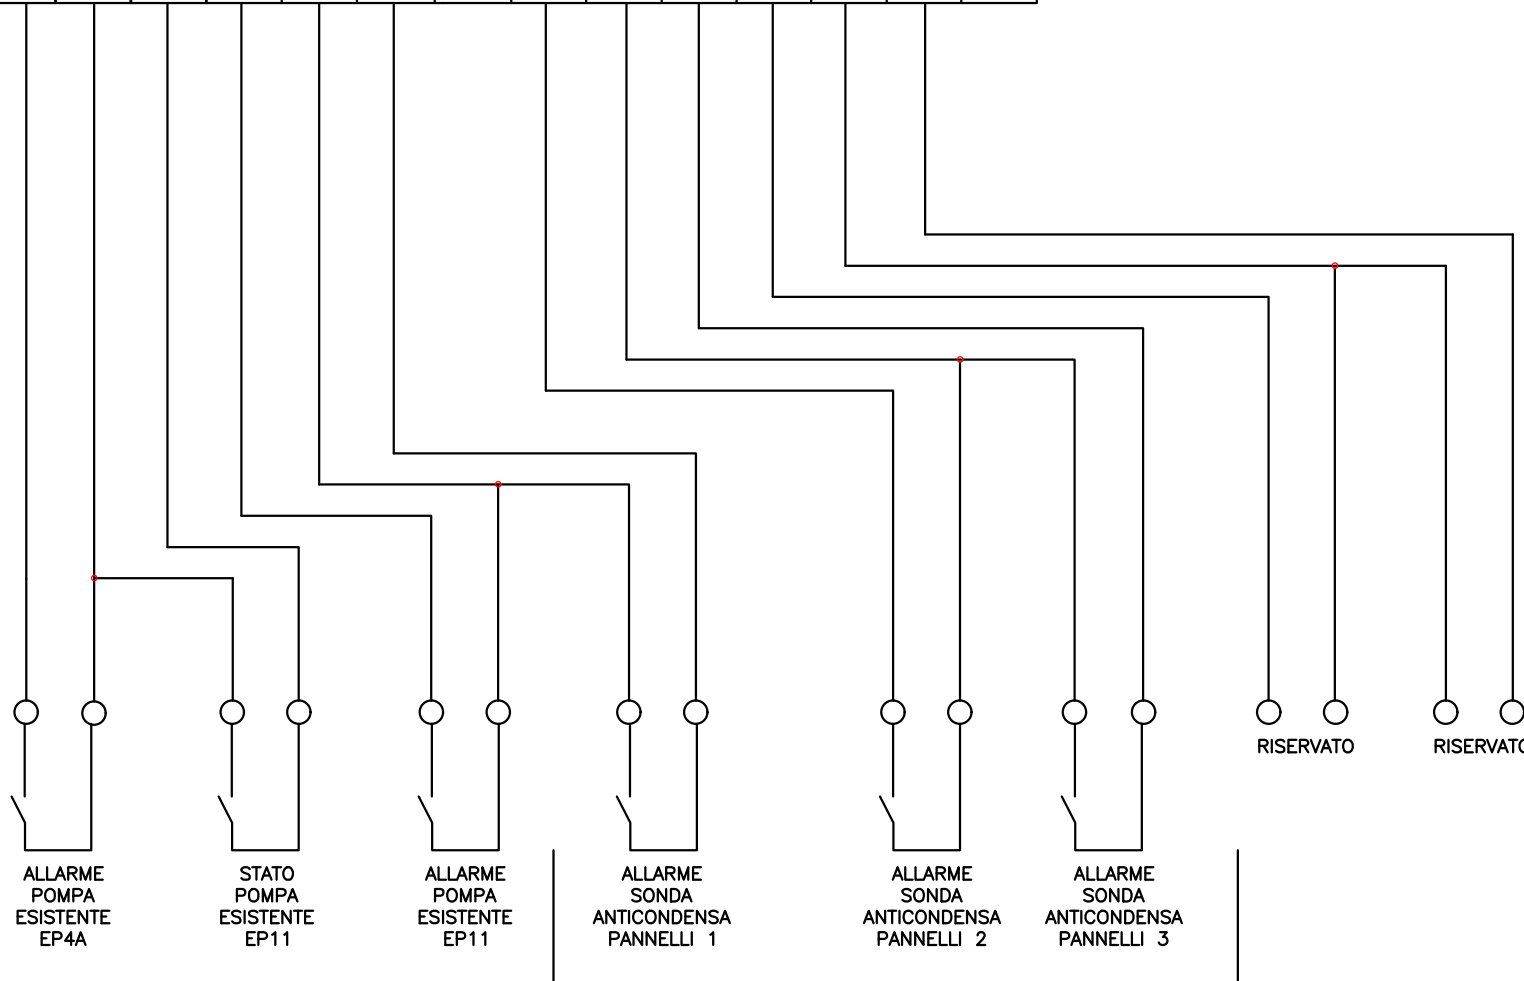 RISERVATO
RISERVATO
ALLARME
POMPA
ESISTENTE
EP4A
STATO
POMPA
ESISTENTE
EP11
ALLARME
POMPA
ESISTENTE
EP11
ALLARME
SONDA
ANTICONDENSA
PANNELLI 1
ALLARME
SONDA
ANTICONDENSA
PANNELLI 2
ALLARME
SONDA
ANTICONDENSA
PANNELLI 3